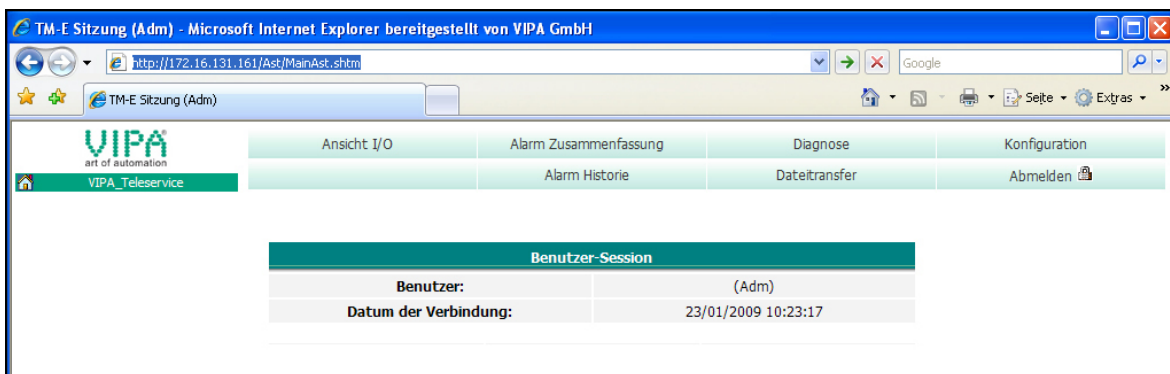 TM-E Sitzung (Adm) - Microsoft Internet Explorer bereitgestellt von VIPA GmbH
http://172.16.131.161/Ast/MainAst.shtm
Google
TM-E Sitzung (Adm)
Seite
Extras
»
VIPA
art of automation
VIPA_Teleservice
Ansicht I/O Alarm Zusammenfassung Diagnose Konfiguration
Alarm Historie Dateitransfer Abmelden
Benutzer-Session
Benutzer: (Adm)
Datum der Verbindung: 23/01/2009 10:23:17